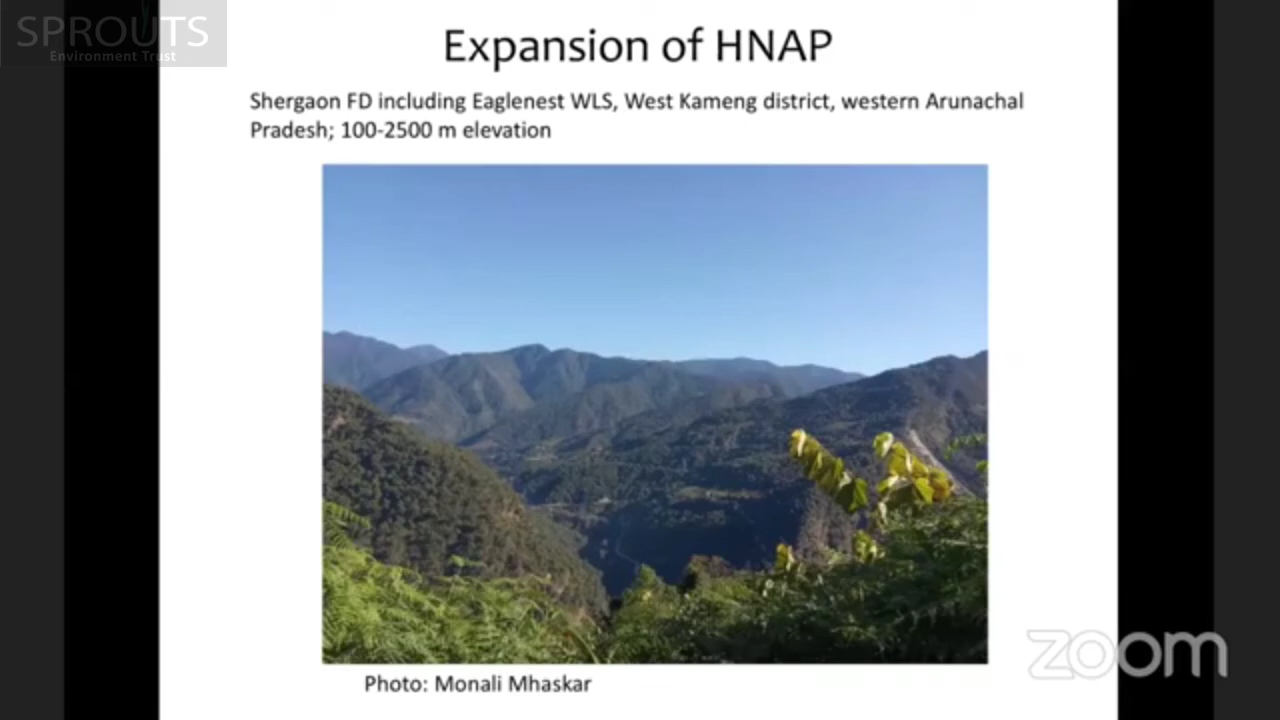 SPROUTS
Environment Trust
Expansion of HNAP
Shergaon FD including Eaglenest WLS, West Kameng district, western Arunachal
Pradesh; 100-2500 m elevation
zoom
Photo: Monali Mhaskar